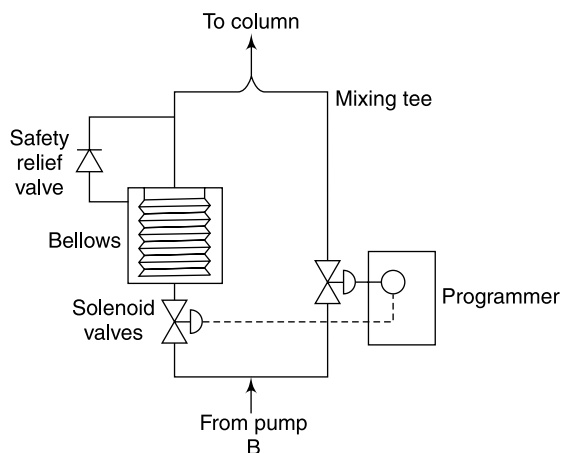 To column
Mixing tee
Safety
relief
valve
Bellows
Solenoid
valves
Programmer
From pump
B